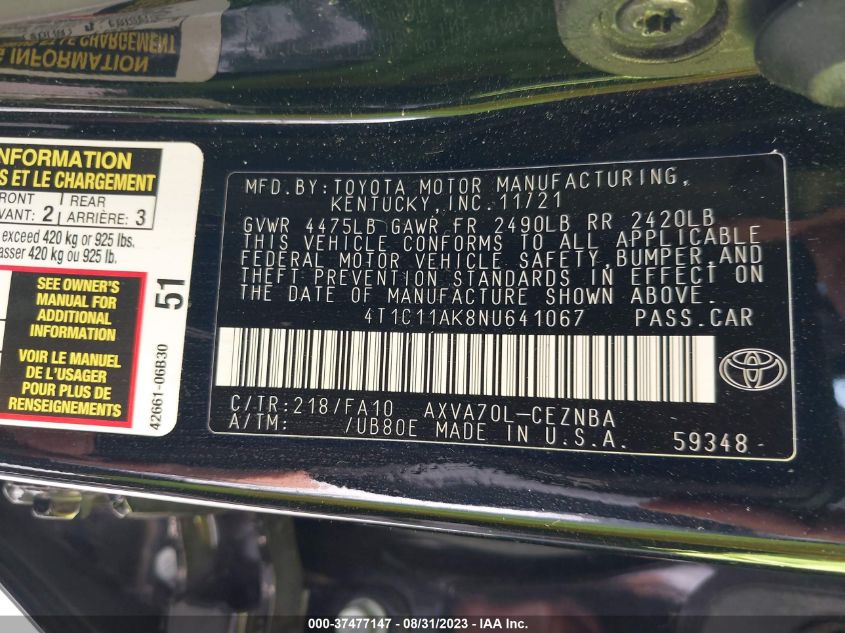 & INFORMATION
ET LE CHARGEMENT
INFORMATION
S ET LE CHARGEMENT
FRONT REAR
VANT: 2 ARRIÈRE: 3
exceed 420 kg or 925 lbs.
asser 420 kg ou 925 lb.
SEE OWNER'S
MANUAL FOR
ADDITIONAL
INFORMATION
VOIR LE MANUEL
DE L'USAGER
POUR PLUS DE
RENSEIGNEMENTS
51
42661-06B30
MFD. BY: TOYOTA MOTOR MANUFACTURING,
KENTUCKY, INC. 11/21
GVWR 4475LB GAWR FR 2490LB RR 2420LB
THIS VEHICLE CONFORMS TO ALL APPLICABLE
FEDERAL MOTOR VEHICLE SAFETY, BUMPER, AND
THEFT PREVENTION STANDARDS IN EFFECT ON
THE DATE OF MANUFACTURE SHOWN ABOVE.
4T1C11AK8NU641067 PASS. CAR
C/TR: 218/FA10 AXVA70L-CEZNBA
A/TM: /UB80E MADE IN U.S.A. 59348
000-37477147 - 08/31/2023 - IAA Inc.